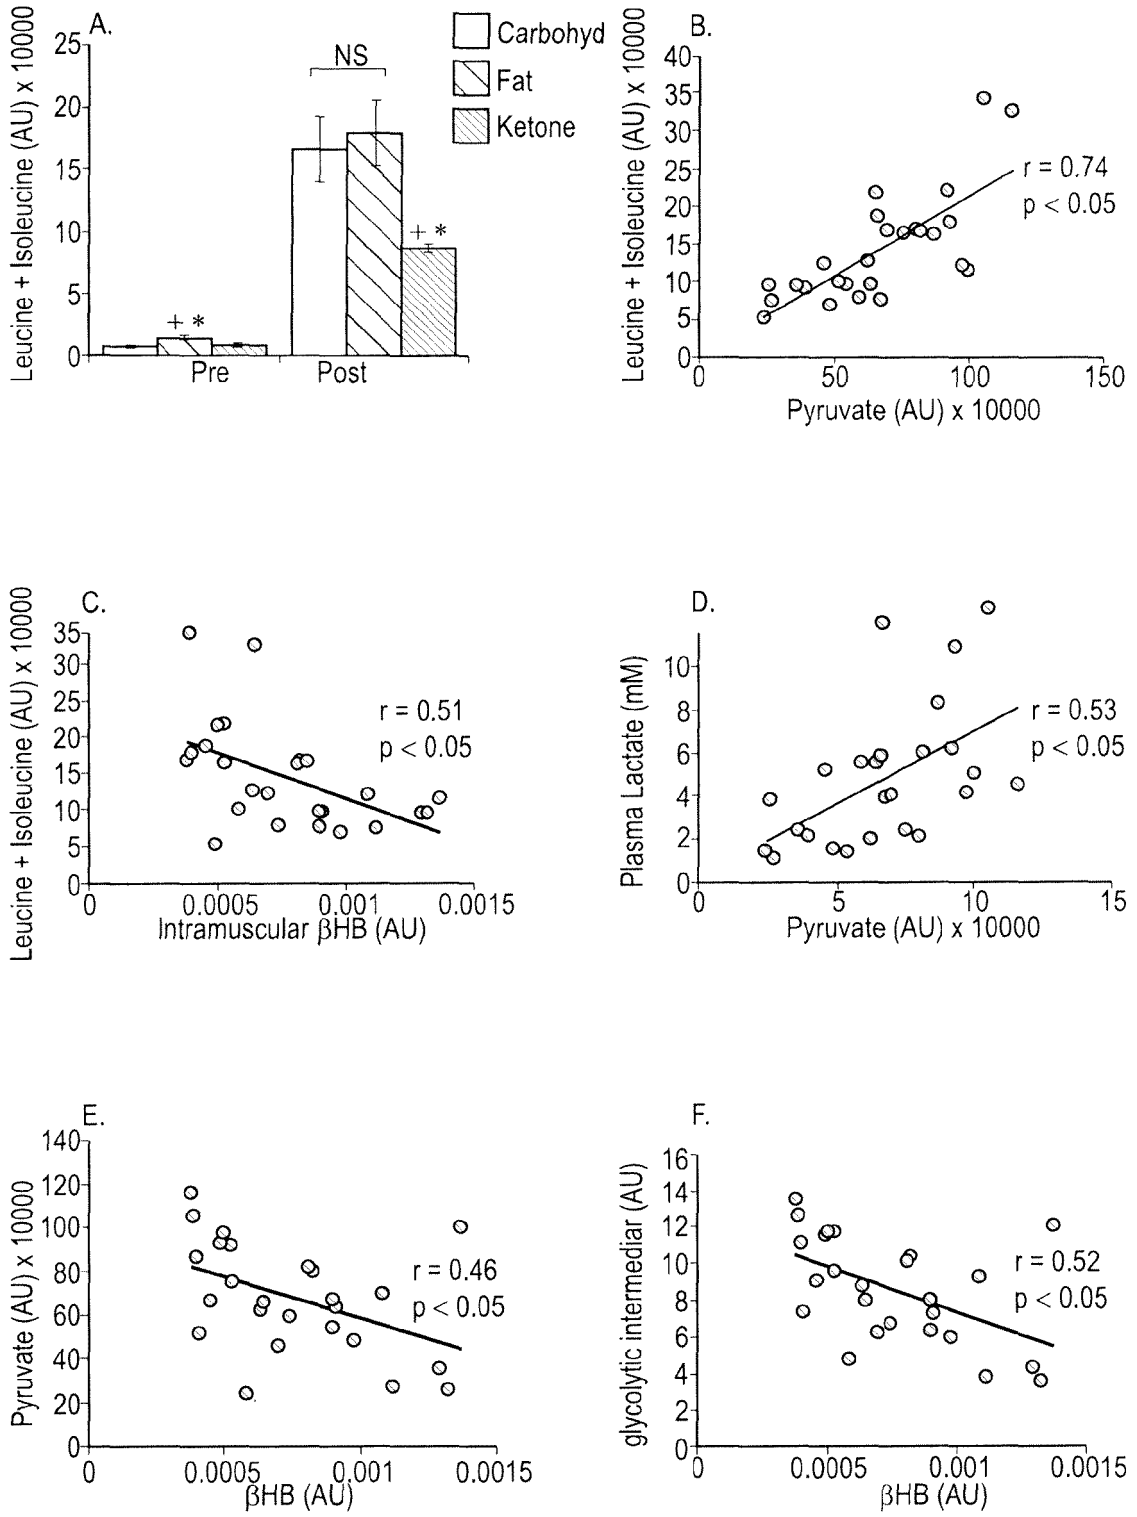 A.
Leucine + Isoleucine (AU) x 10000
25
20
15
10
5
0
NS
+ *
+ *
Pre
Post
Carbohyd
Fat
Ketone
B.
Leucine + Isoleucine (AU) x 10000
40
35
30
25
20
15
10
5
0
r = 0.74
p < 0.05
0
50
100
150
Pyruvate (AU) x 10000
C.
Leucine + Isoleucine (AU) x 10000
35
30
25
20
15
10
5
0
r = 0.51
p < 0.05
0
0.0005
0.001
0.0015
Intramuscular βHB (AU)
D.
Plasma Lactate (mM)
10
8
6
4
2
0
r = 0.53
p < 0.05
0
5
10
15
Pyruvate (AU) x 10000
E.
Pyruvate (AU) x 10000
140
120
100
80
60
40
20
0
r = 0.46
p < 0.05
0
0.0005
0.001
0.0015
βHB (AU)
F.
glycolytic intermediar (AU)
16
14
12
10
8
6
4
2
0
r = 0.52
p < 0.05
0
0.0005
0.001
0.0015
βHB (AU)